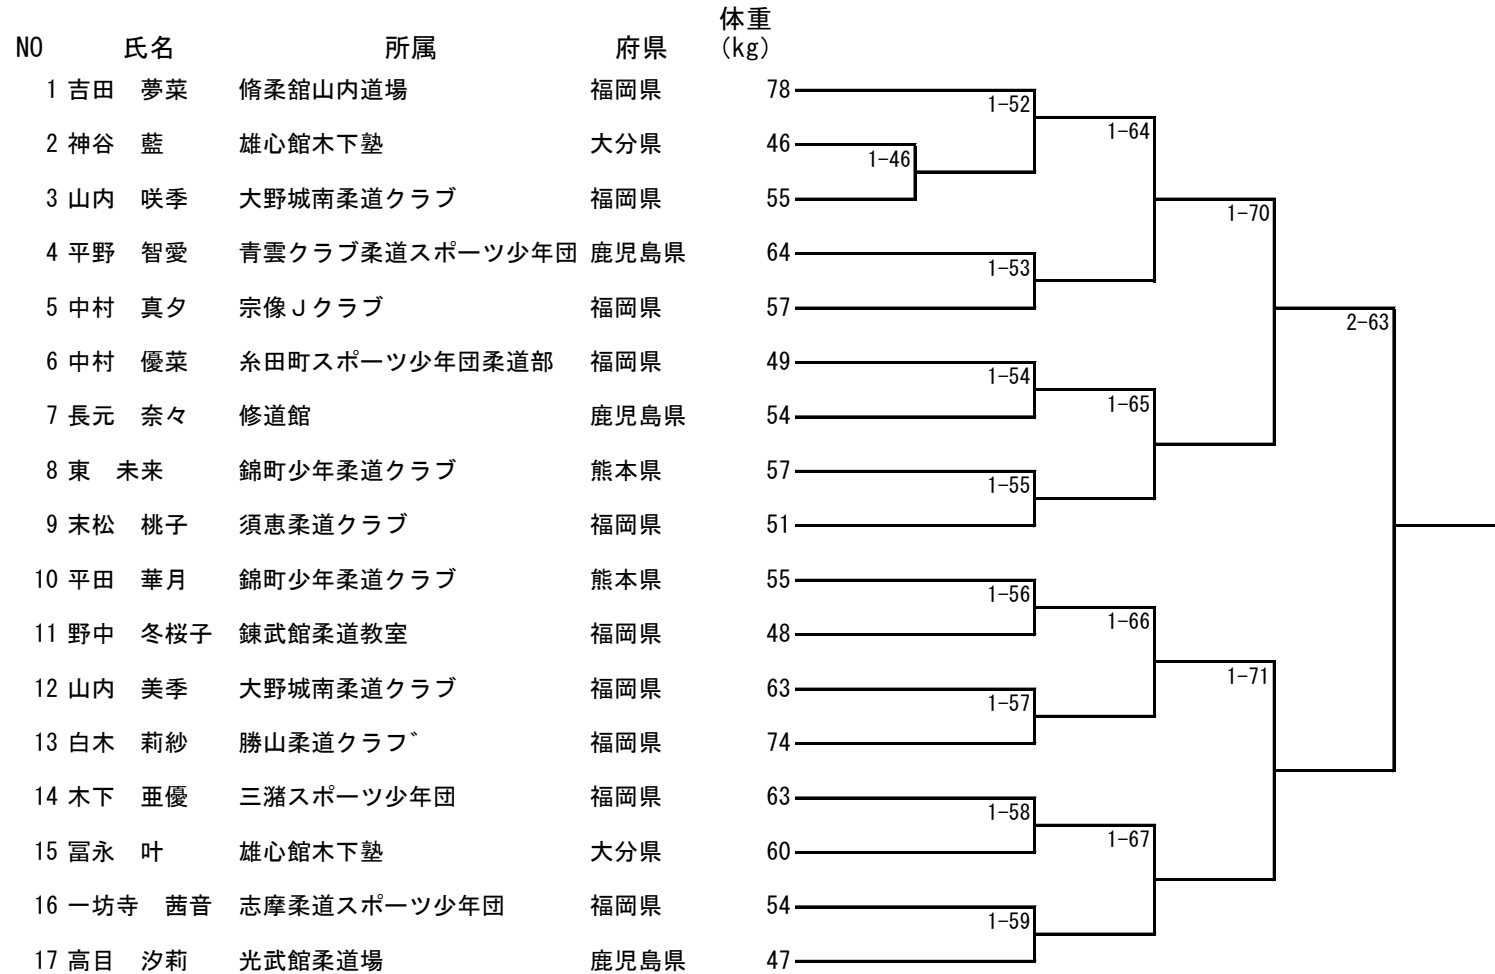 体重
NO 氏名 所属 府県 (kg)
1 吉田 夢菜 脩柔舘山内道場 福岡県 78
1-52
1-64
2 神谷 藍 雄心館木下塾 大分県 46
1-46
3 山内 咲季 大野城南柔道クラブ 福岡県 55
1-70
4 平野 智愛 青雲クラブ柔道スポーツ少年団 鹿児島県 64
1-53
5 中村 真夕 宗像Jクラブ 福岡県 57
2-63
6 中村 優菜 糸田町スポーツ少年団柔道部 福岡県 49
1-54
1-65
7 長元 奈々 修道館 鹿児島県 54
8 東 未来 錦町少年柔道クラブ 熊本県 57
1-55
9 末松 桃子 須恵柔道クラブ 福岡県 51
10 平田 華月 錦町少年柔道クラブ 熊本県 55
1-56
1-66
11 野中 冬桜子 錬武館柔道教室 福岡県 48
1-71
12 山内 美季 大野城南柔道クラブ 福岡県 63
1-57
13 白木 莉紗 勝山柔道クラブ 福岡県 74
14 木下 亜優 三潴スポーツ少年団 福岡県 63
1-58
1-67
15 冨永 叶 雄心館木下塾 大分県 60
16 一坊寺 茜音 志摩柔道スポーツ少年団 福岡県 54
1-59
17 高目 汐莉 光武館柔道場 鹿児島県 47